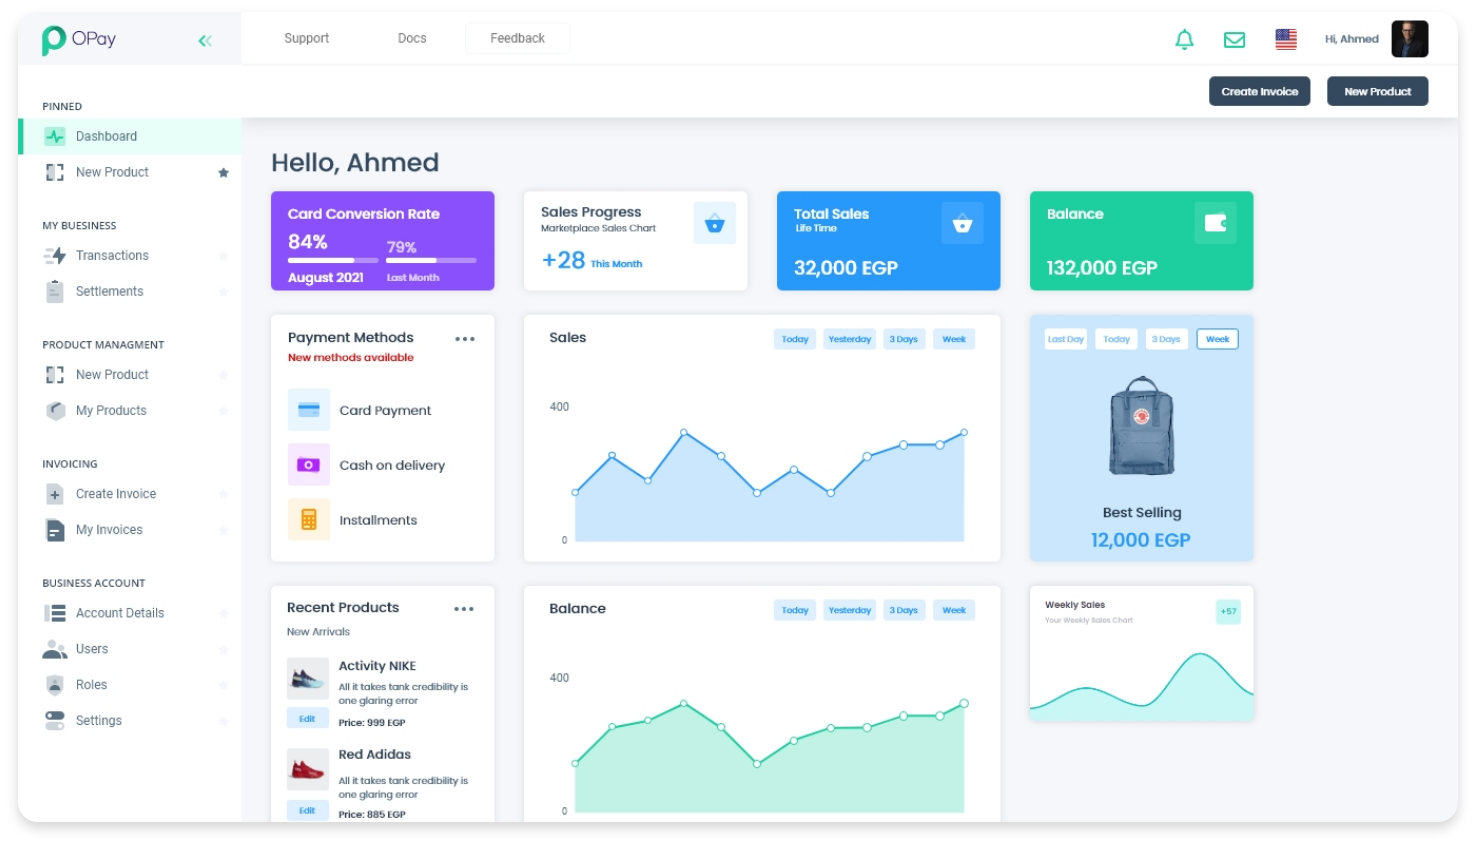 OPay
Support
Docs
Feedback
Hi, Ahmed
Create Invoice
New Product
PINNED
Dashboard
New Product
MY BUESINESS
Transactions
Settlements
PRODUCT MANAGMENT
New Product
My Products
INVOICING
Create Invoice
My Invoices
BUSINESS ACCOUNT
Account Details
Users
Roles
Settings
Hello, Ahmed
Card Conversion Rate
84%
79%
August 2021
Last Month
Sales Progress
Marketplace Sales Chart
+28 This Month
Total Sales
Life Time
32,000 EGP
Balance
132,000 EGP
Payment Methods
New methods available
Card Payment
Cash on delivery
Installments
Sales
Today
Yesterday
3 Days
Week
400
0
Last Day
Today
3 Days
Week
Best Selling
12,000 EGP
Recent Products
New Arrivals
Activity NIKE
All it takes tank credibility is
one glaring error
Edit
Price: 999 EGP
Red Adidas
All it takes tank credibility is
one glaring error
Edit
Price: 885 EGP
Balance
Today
Yesterday
3 Days
Week
400
0
Weekly Sales
Your Weekly Sales Chart
+57